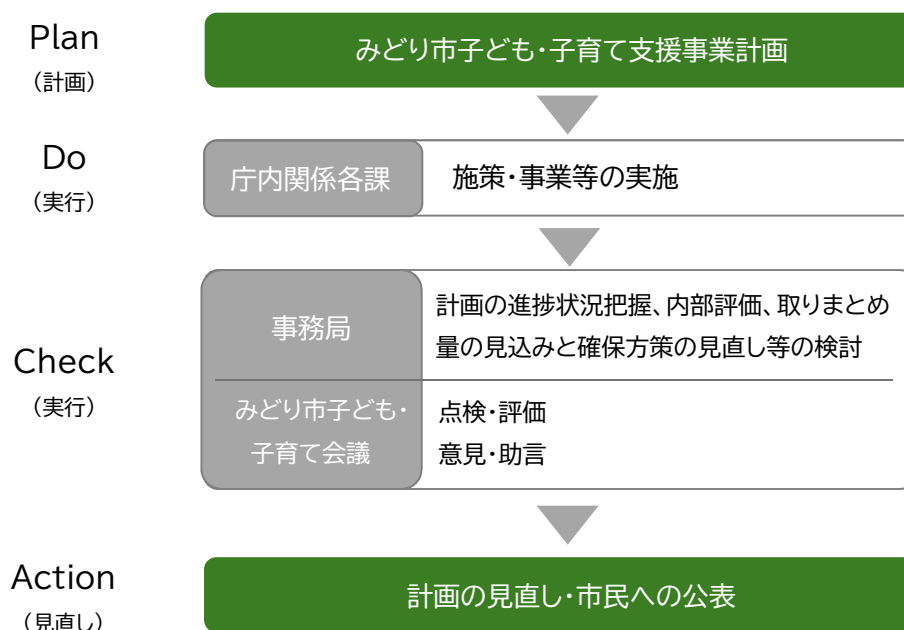 Plan
（計画）
みどり市子ども・子育て支援事業計画
Do
（実行）
庁内関係各課
施策・事業等の実施
Check
（実行）
事務局
計画の進捗状況把握、内部評価、取りまとめ
量の見込みと確保方策の見直し等の検討
みどり市子ども・
子育て会議
点検・評価
意見・助言
Action
（見直し）
計画の見直し・市民への公表